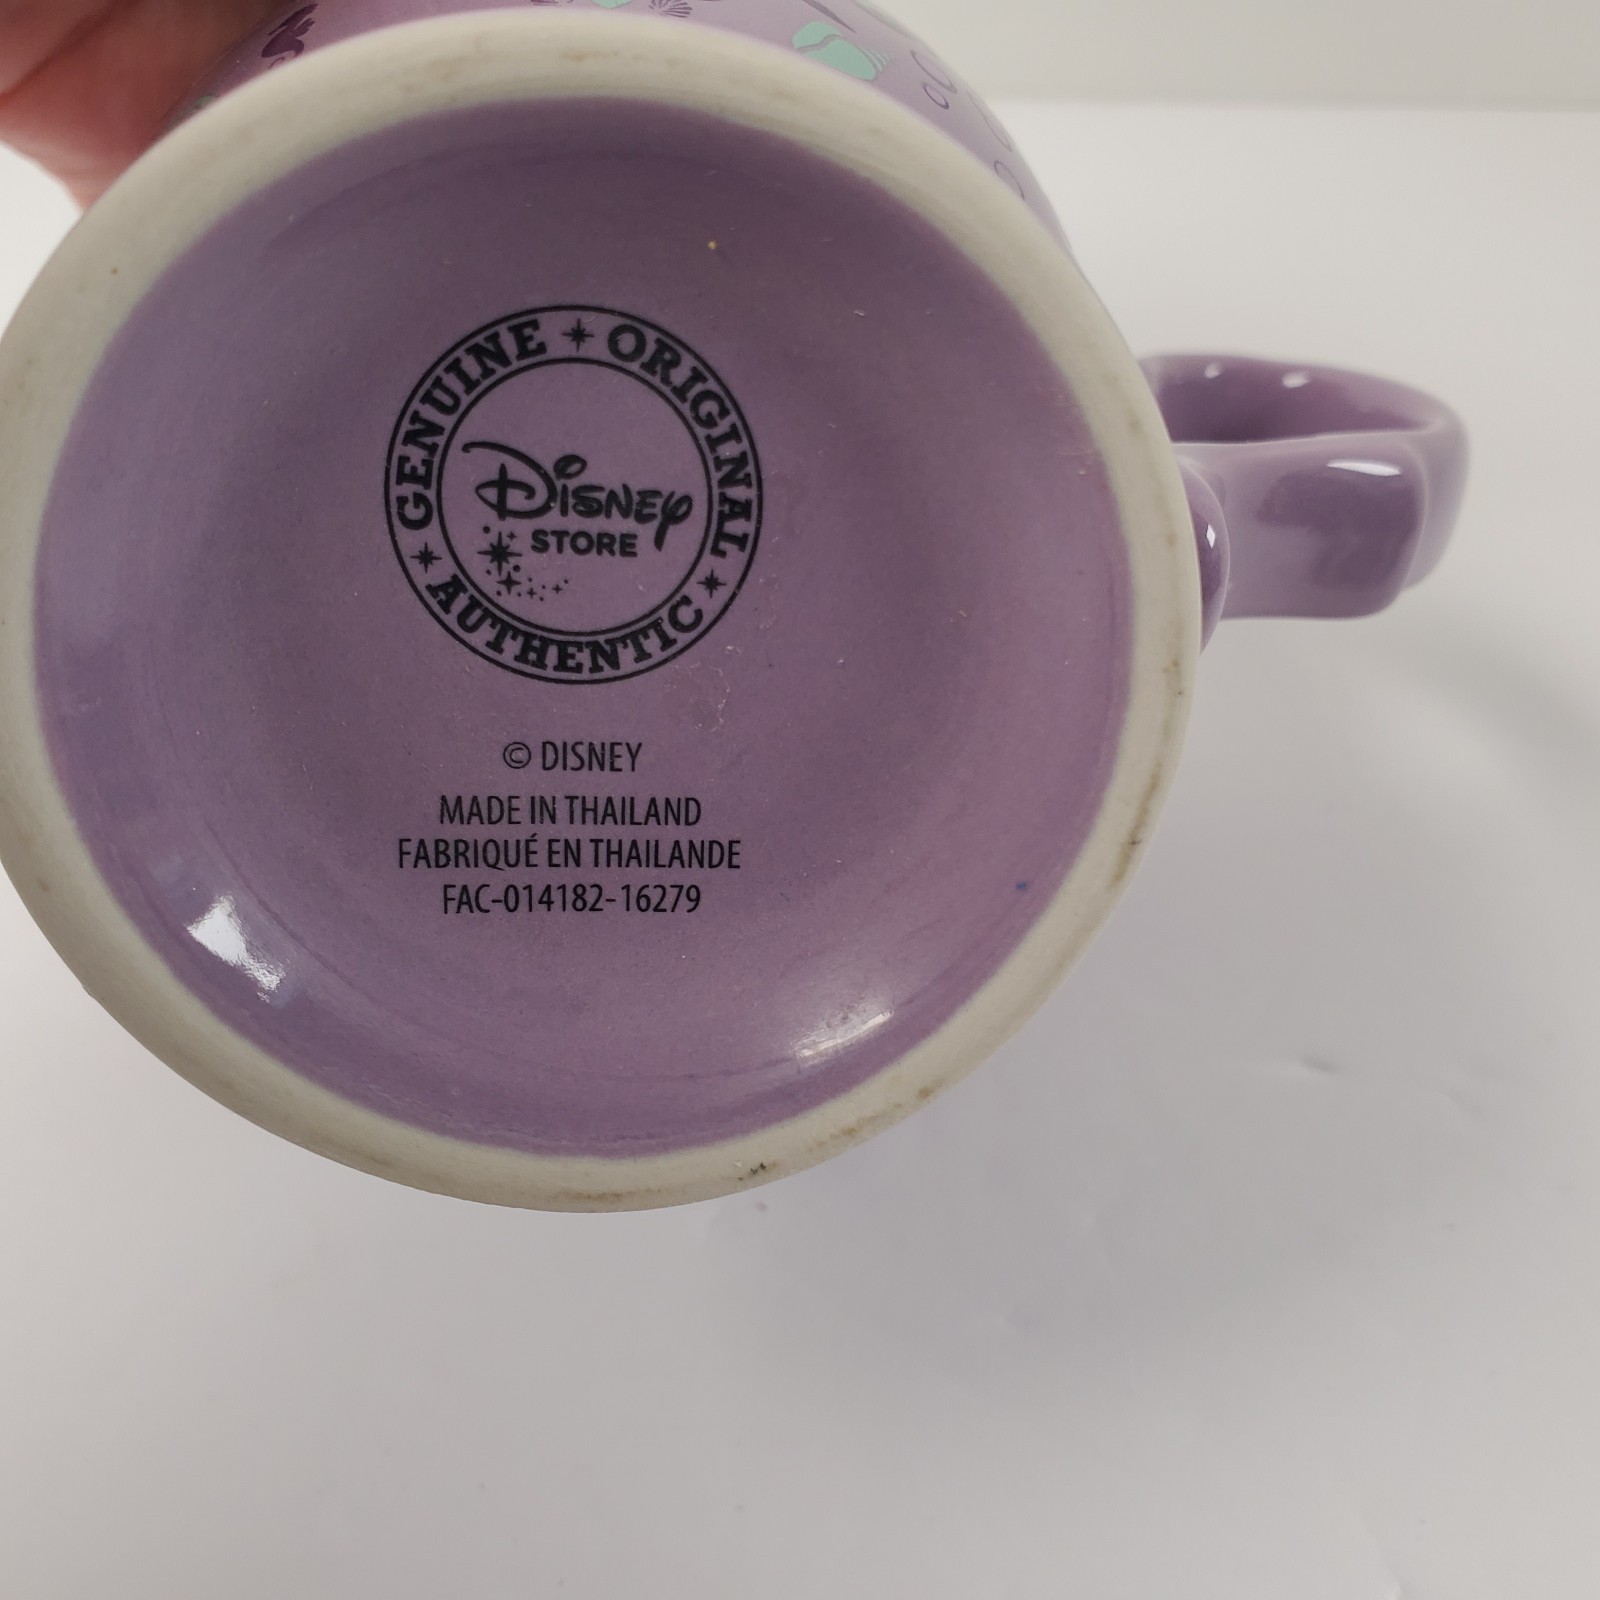 GENUINE ORIGINAL AUTHENTIC
Disney
STORE
© DISNEY
MADE IN THAILAND
FABRIQUÉ EN THAILANDE
FAC-014182-16279